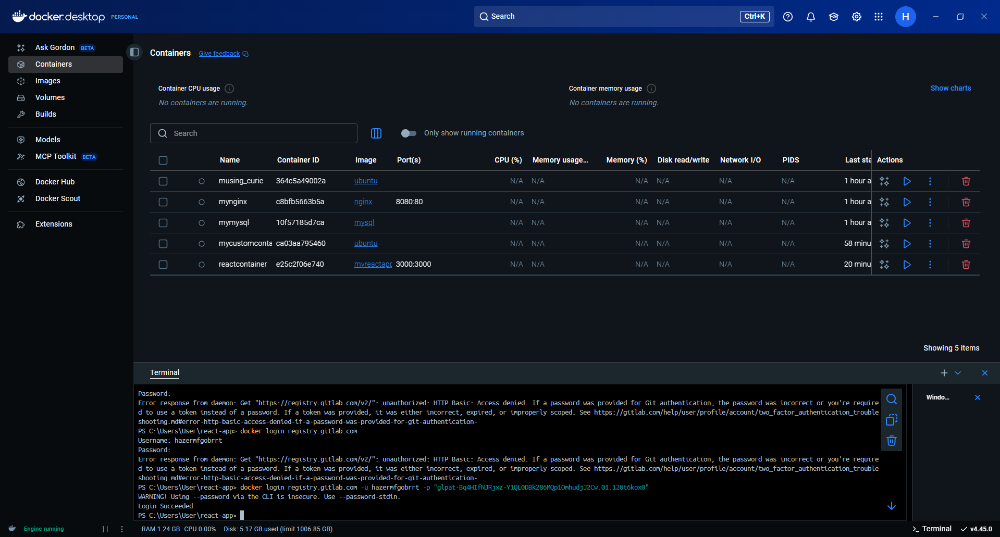 docker.desktop PERSONAL
Search Ctrl+K
H
Ask Gordon BETA
Containers
Images
Volumes
Builds
Models
MCP Toolkit BETA
Docker Hub
Docker Scout
Extensions
Containers Give feedback
Container CPU usage
No containers are running.
Container memory usage
No containers are running.
Show charts
Search
Only show running containers
Name Container ID Image Port(s) CPU (%) Memory usage... Memory (%) Disk read/write Network I/O PIDS Last sta Actions
musing_curie 364c5a49002a ubuntu N/A N/A N/A N/A N/A N/A 1 hour a
mynginx c8bfb5663b5a nginx 8080:80 N/A N/A N/A N/A N/A N/A 1 hour a
mymysql 10f57185d7ca mysql N/A N/A N/A N/A N/A N/A 1 hour a
mycustomconta ca03aa795460 ubuntu N/A N/A N/A N/A N/A N/A 58 minu
reactcontainer e25c2f06e740 myreactapp 3000:3000 N/A N/A N/A N/A N/A N/A 20 minu
Showing 5 items
Terminal
Password:
Error response from daemon: Get "https://registry.gitlab.com/v2/": unauthorized: HTTP Basic: Access denied. If a password was provided for Git authentication, the password was incorrect or you're require
d to use a token instead of a password. If a token was provided, it was either incorrect, expired, or improperly scoped. See https://gitlab.com/help/user/profile/account/two_factor_authentication_trouble
shooting.md#error-http-basic-access-denied-if-a-password-was-provided-for-git-authentication-
PS C:\Users\User\react-app> docker login registry.gitlab.com
Username: hazermfgobrrt
Password:
Error response from daemon: Get "https://registry.gitlab.com/v2/": unauthorized: HTTP Basic: Access denied. If a password was provided for Git authentication, the password was incorrect or you're require
d to use a token instead of a password. If a token was provided, it was either incorrect, expired, or improperly scoped. See https://gitlab.com/help/user/profile/account/two_factor_authentication_trouble
shooting.md#error-http-basic-access-denied-if-a-password-was-provided-for-git-authentication-
PS C:\Users\User\react-app> docker login registry.gitlab.com -u hazermfgobrrt -p "glpat-Bq4HIfNJRjxz-Y1QL0DBk286MQp1OmhudjJ2Cw.01.120t6kox0"
WARNING! Using --password via the CLI is insecure. Use --password-stdin.
Login Succeeded
PS C:\Users\User\react-app>
Windo...
Engine running
RAM 1.24 GB CPU 0.00% Disk: 5.17 GB used (limit 1006.85 GB)
Terminal v4.45.0